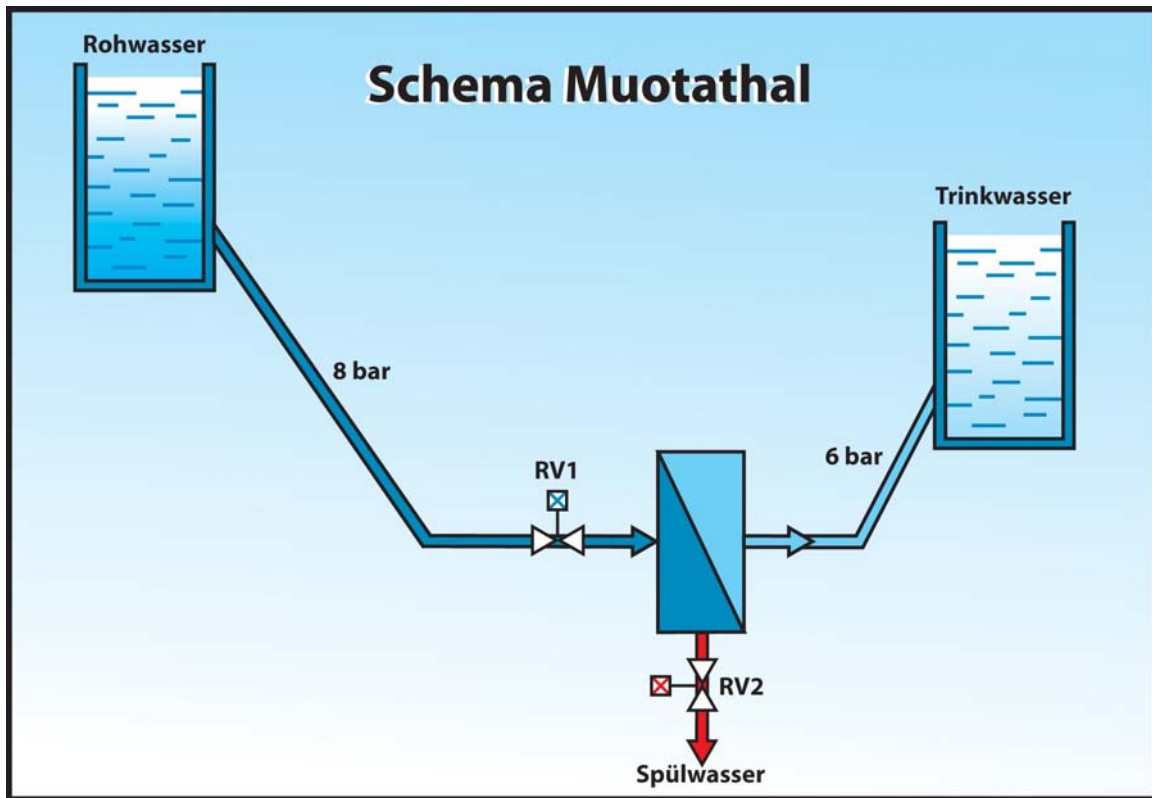 Rohwasser
Schema Muotathal
Trinkwasser
8 bar
6 bar
RV1
RV2
Spülwasser